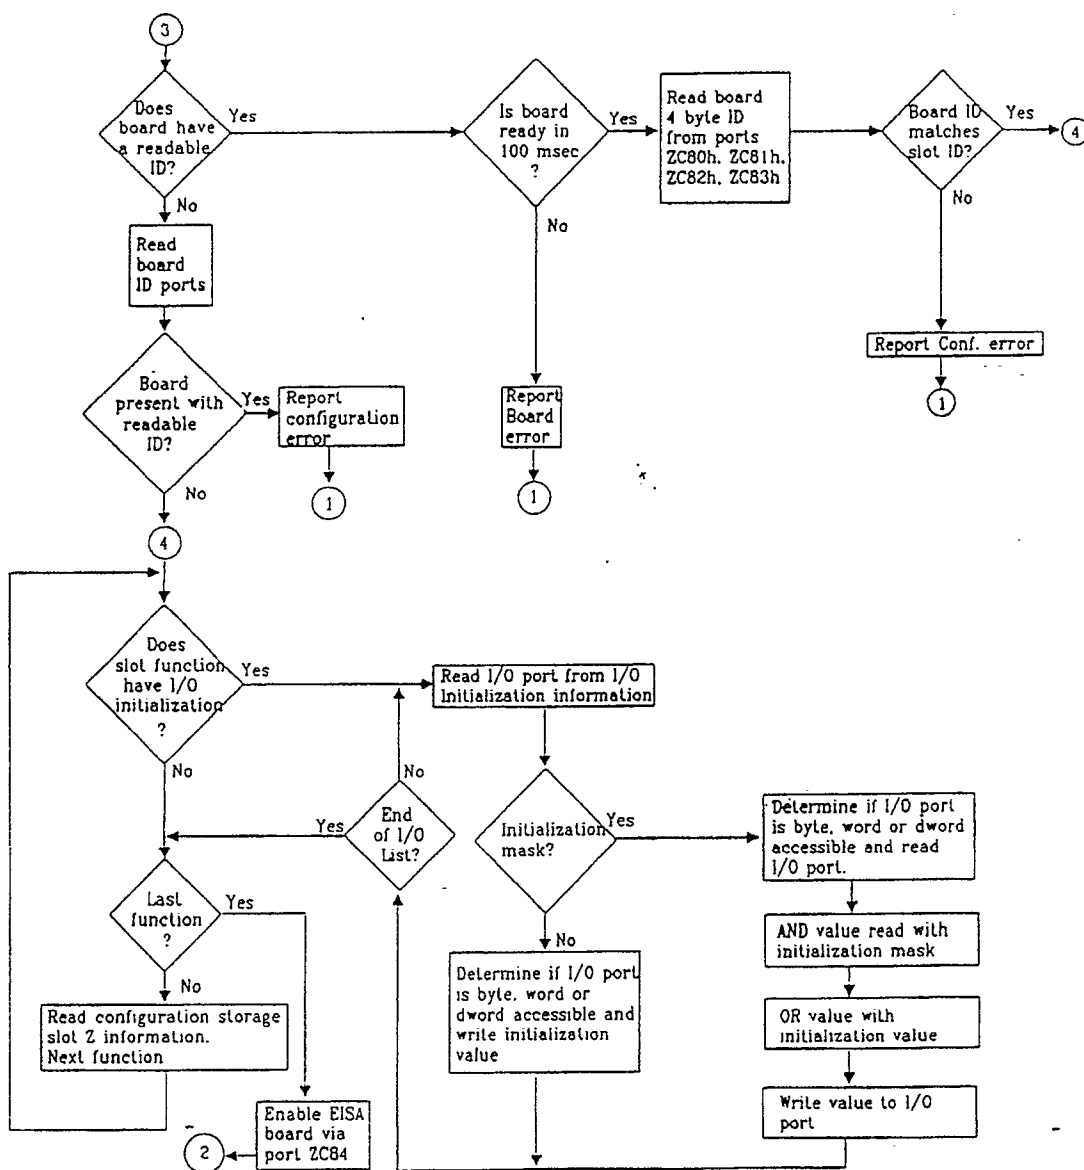 3
Does
board have
a readable
ID?
Yes
No
Is board
ready in
100 msec
?
Yes
No
Read board
4 byte ID
from ports
ZC80h, ZC81h,
ZC82h, ZC83h
Board ID
matches
slot ID?
Yes
4
No
Read
board
ID ports
Report Conf. error
1
Board
present with
readable
ID?
Yes
No
Report
configuration
error
1
Report
Board
error
1
4
Does
slot function
have I/O
initialization
?
Yes
No
Read I/O port from I/O
Initialization information
No
End
of I/O
List?
Yes
Initialization
mask?
Yes
No
Determine if I/O port
is byte, word or dword
accessible and read
I/O port.
Last
function
?
Yes
No
AND value read with
initialization mask
Determine if I/O port
is byte, word or
dword accessible and
write initialization
value
Read configuration storage
slot Z information.
Next function
OR value with
initialization value
Write value to I/O
port
Enable EISA
board via
port ZC84
2